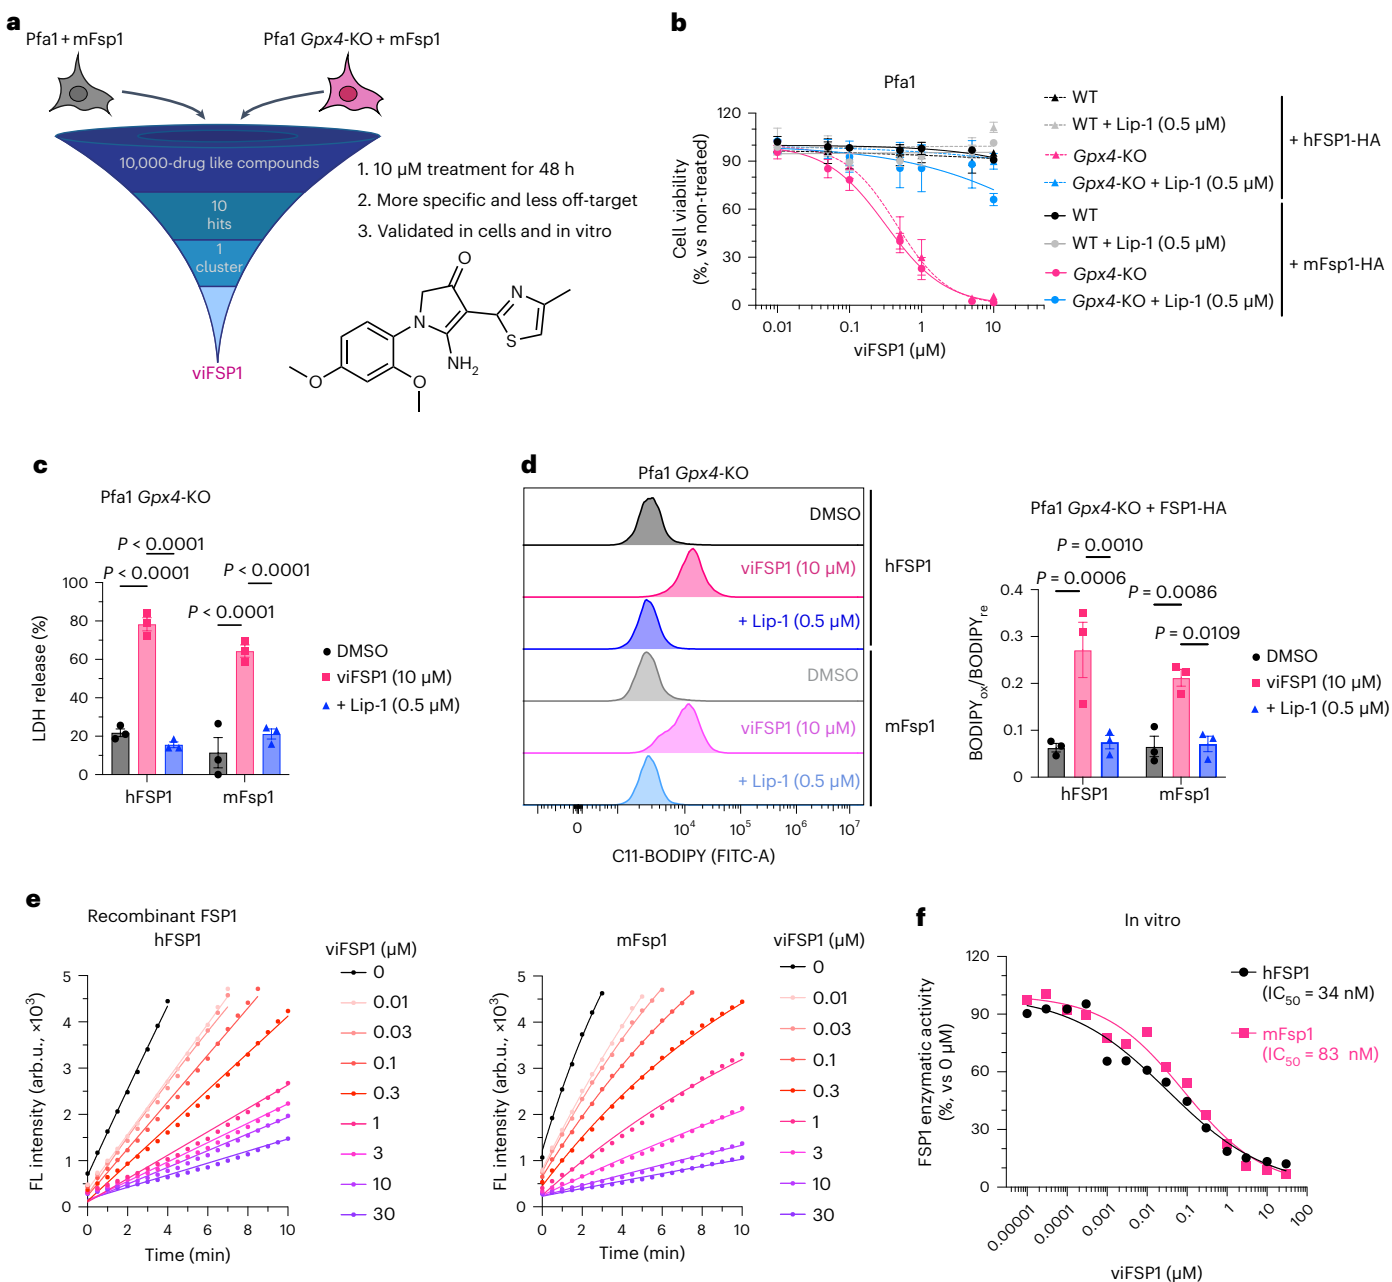 a
Pfa1 + mFsp1
Pfa1 Gpx4-KO + mFsp1
10,000-drug like compounds
10
hits
1
cluster
viFSP1
1. 10 µM treatment for 48 h
2. More specific and less off-target
3. Validated in cells and in vitro
O
N
N
S
NH2
O
O
b
Pfa1
Cell viability
(%, vs non-treated)
120
90
60
30
0
0.01
0.1
1
10
viFSP1 (µM)
WT
WT + Lip-1 (0.5 µM)
Gpx4-KO
Gpx4-KO + Lip-1 (0.5 µM)
+ hFSP1-HA
WT
WT + Lip-1 (0.5 µM)
Gpx4-KO
Gpx4-KO + Lip-1 (0.5 µM)
+ mFsp1-HA
c
Pfa1 Gpx4-KO
P < 0.0001
P < 0.0001
P < 0.0001
P < 0.0001
LDH release (%)
100
80
60
40
20
0
hFSP1
mFsp1
DMSO
viFSP1 (10 µM)
+ Lip-1 (0.5 µM)
d
Pfa1 Gpx4-KO
DMSO
viFSP1 (10 µM)
+ Lip-1 (0.5 µM)
hFSP1
DMSO
viFSP1 (10 µM)
+ Lip-1 (0.5 µM)
mFsp1
0
10^4
10^5
10^6
10^7
C11-BODIPY (FITC-A)
Pfa1 Gpx4-KO + FSP1-HA
P = 0.0010
P = 0.0006
P = 0.0086
P = 0.0109
BODIPYox/BODIPYre
0.4
0.3
0.2
0.1
0
hFSP1
mFsp1
DMSO
viFSP1 (10 µM)
+ Lip-1 (0.5 µM)
e
Recombinant FSP1
hFSP1
FL intensity (arb.u., ×10^3)
5
4
3
2
1
0
0
2
4
6
8
10
Time (min)
viFSP1 (µM)
0
0.01
0.03
0.1
0.3
1
3
10
30
mFsp1
FL intensity (arb.u., ×10^3)
5
4
3
2
1
0
0
2
4
6
8
10
Time (min)
viFSP1 (µM)
0
0.01
0.03
0.1
0.3
1
3
10
30
f
In vitro
FSP1 enzymatic activity
(%, vs 0 µM)
120
90
60
30
0
0.00001
0.0001
0.001
0.01
0.1
1
10
100
viFSP1 (µM)
hFSP1
(IC50 = 34 nM)
mFsp1
(IC50 = 83 nM)